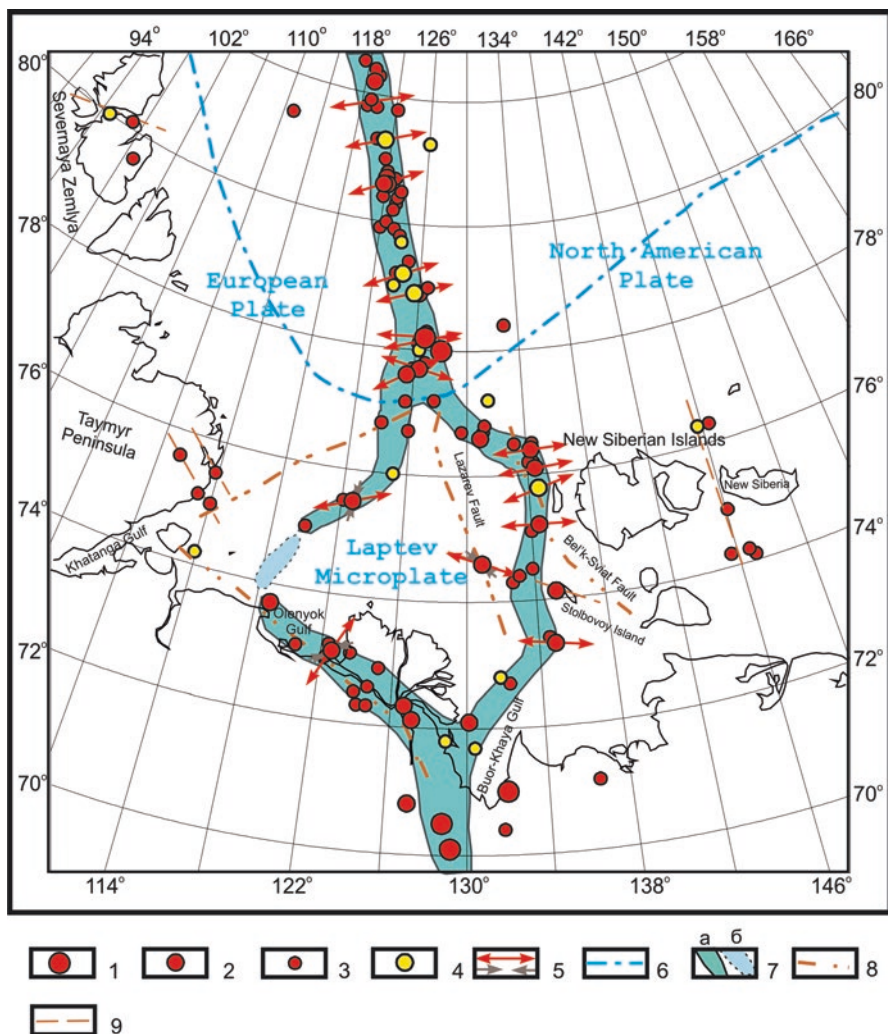 94° 102° 110° 118° 126° 134° 142° 150° 158° 166°
80° 80°
Severnaya Zemlya
78° 78°
European
Plate
North American
Plate
76° 76°
Taymyr
Peninsula
New Siberian Islands
New Siberia
Lazarev Fault
74° 74°
Khatanga Gulf
Laptev
Microplate
Bel'k-Sviat Fault
Stolbovoy Island
Olenyok
Gulf
72° 72°
Buor-Khaya Gulf
70° 70°
114° 122° 130° 138° 146°
а б
1 2 3 4 5 6 7 8
9